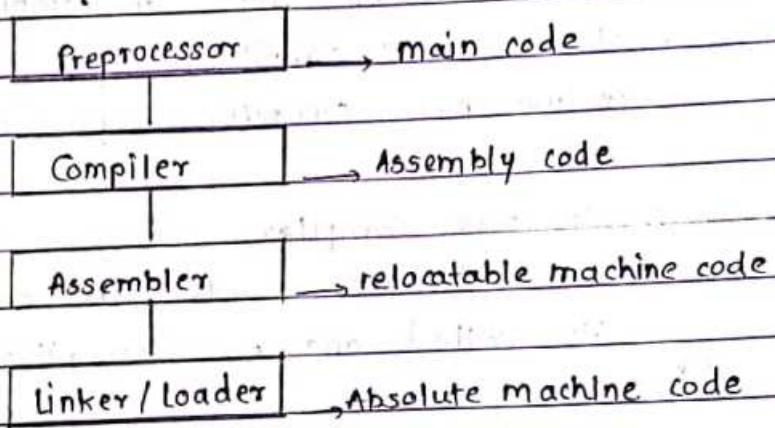 Preprocessor → main code
Compiler → Assembly code
Assembler → relocatable machine code
Linker / Loader → Absolute machine code